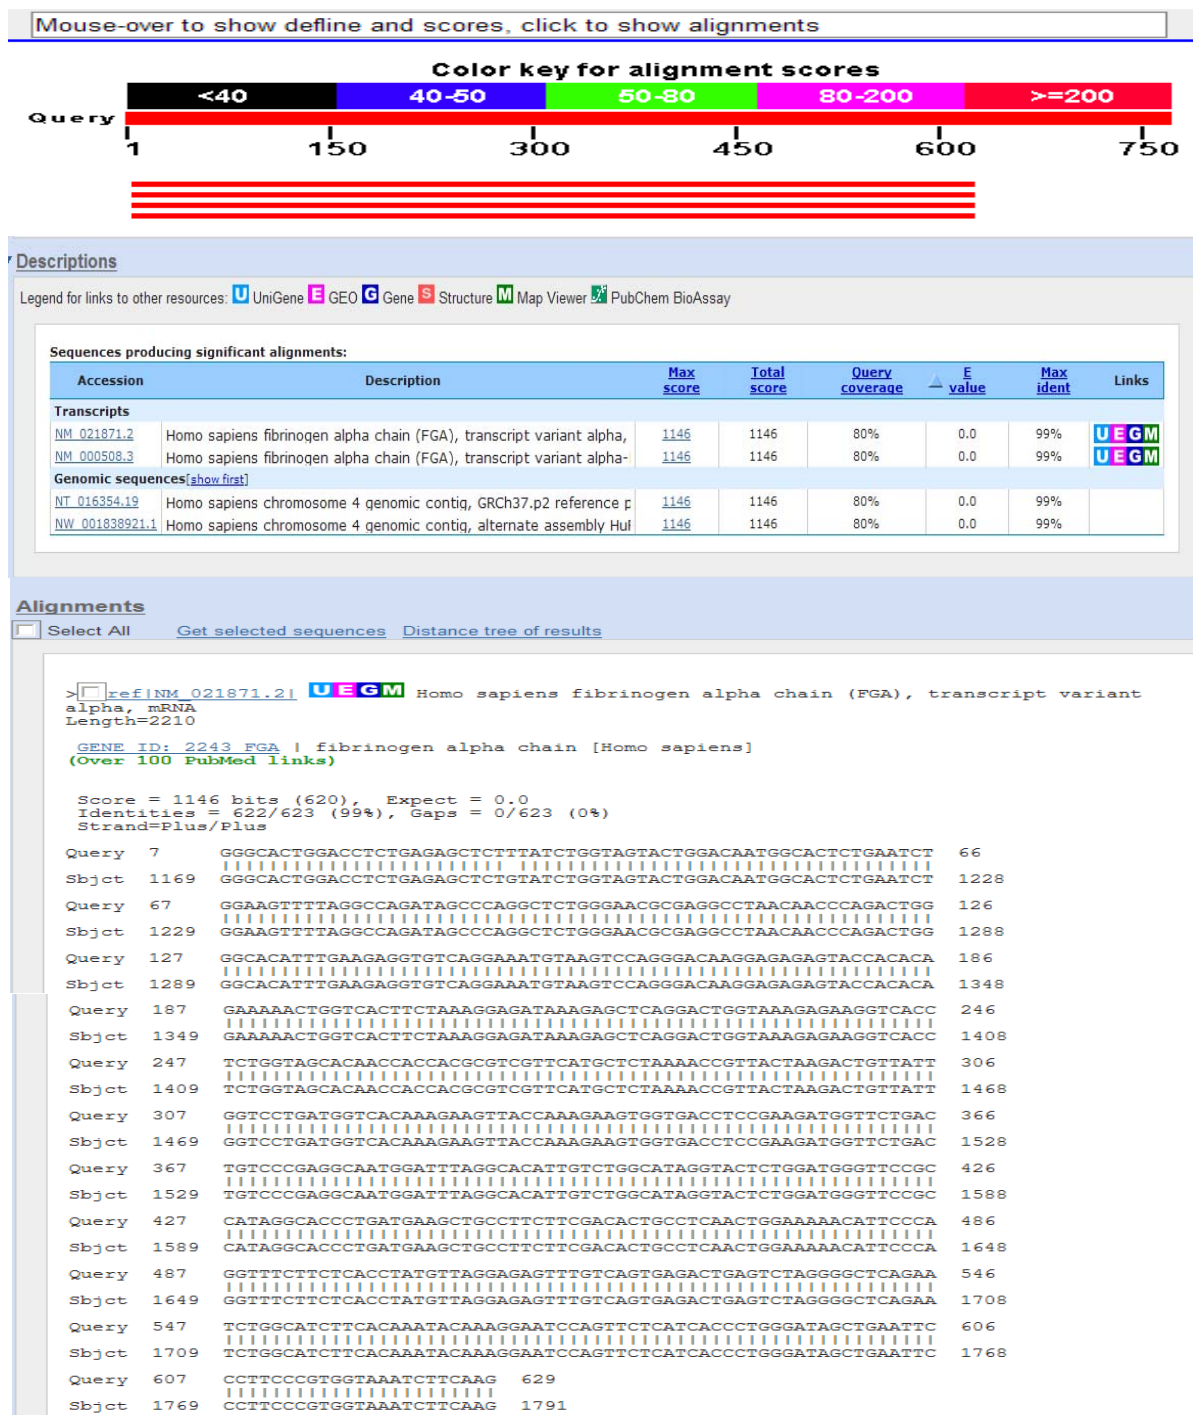 Mouse-over to show defline and scores, click to show alignments
Color key for alignment scores
<40 40-50 50-80 80-200 >=200
Query
1 150 300 450 600 750
Descriptions
Legend for links to other resources: U UniGene E GEO G Gene S Structure M Map Viewer PubChem BioAssay
Sequences producing significant alignments:
Accession Description Max score Total score Query coverage E value Max ident Links
Transcripts
NM_021871.2 Homo sapiens fibrinogen alpha chain (FGA), transcript variant alpha, 1146 1146 80% 0.0 99% U E G M
NM_000508.3 Homo sapiens fibrinogen alpha chain (FGA), transcript variant alpha- 1146 1146 80% 0.0 99% U E G M
Genomic sequences[show first]
NT_016354.19 Homo sapiens chromosome 4 genomic contig, GRCh37.p2 reference p 1146 1146 80% 0.0 99%
NW_001838921.1 Homo sapiens chromosome 4 genomic contig, alternate assembly HuF 1146 1146 80% 0.0 99%
Alignments
Select All Get selected sequences Distance tree of results
>ref|NM_021871.2| U E G M Homo sapiens fibrinogen alpha chain (FGA), transcript variant
alpha, mRNA
Length=2210
GENE ID: 2243 FGA | fibrinogen alpha chain [Homo sapiens]
(Over 100 PubMed links)
Score = 1146 bits (620), Expect = 0.0
Identities = 622/623 (99%), Gaps = 0/623 (0%)
Strand=Plus/Plus
Query 7 GGGCACTGGACCTCTGAGAGCTCTTTATCTGGTAGTACTGGACAATGGCACTCTGAATCT 66
Sbjct 1169 GGGCACTGGACCTCTGAGAGCTCTGTATCTGGTAGTACTGGACAATGGCACTCTGAATCT 1228
Query 67 GGAAGTTTTAGGCCAGATAGCCCAGGCTCTGGGAACGCGAGGCCTAACAACCCAGACTGG 126
Sbjct 1229 GGAAGTTTTAGGCCAGATAGCCCAGGCTCTGGGAACGCGAGGCCTAACAACCCAGACTGG 1288
Query 127 GGCACATTTGAAGAGGTGTCAGGAAATGTAAGTCCAGGGACAAGGAGAGAGTACCACACA 186
Sbjct 1289 GGCACATTTGAAGAGGTGTCAGGAAATGTAAGTCCAGGGACAAGGAGAGAGTACCACACA 1348
Query 187 GAAAAACTGGTCACTTCTAAAGGAGATAAAGAGCTCAGGACTGGTAAAGAGAAGGTCACC 246
Sbjct 1349 GAAAAACTGGTCACTTCTAAAGGAGATAAAGAGCTCAGGACTGGTAAAGAGAAGGTCACC 1408
Query 247 TCTGGTAGCACAACCACCACGCGTCGTTCATGCTCTAAAACCGTTACTAAGACTGTTATT 306
Sbjct 1409 TCTGGTAGCACAACCACCACGCGTCGTTCATGCTCTAAAACCGTTACTAAGACTGTTATT 1468
Query 307 GGTCCTGATGGTCACAAAGAAGTTACCAAAGAAGTGGTGACCTCCGAAGATGGTTCTGAC 366
Sbjct 1469 GGTCCTGATGGTCACAAAGAAGTTACCAAAGAAGTGGTGACCTCCGAAGATGGTTCTGAC 1528
Query 367 TGTCCCGAGGCAATGGATTTAGGCACATTGTCTGGCATAGGTACTCTGGATGGGTTCCGC 426
Sbjct 1529 TGTCCCGAGGCAATGGATTTAGGCACATTGTCTGGCATAGGTACTCTGGATGGGTTCCGC 1588
Query 427 CATAGGCACCCTGATGAAGCTGCCTTCTTCGACACTGCCTCAACTGGAAAAACATTCCCA 486
Sbjct 1589 CATAGGCACCCTGATGAAGCTGCCTTCTTCGACACTGCCTCAACTGGAAAAACATTCCCA 1648
Query 487 GGTTTCTTCTCACCTATGTTAGGAGAGTTTGTCAGTGAGACTGAGTCTAGGGGCTCAGAA 546
Sbjct 1649 GGTTTCTTCTCACCTATGTTAGGAGAGTTTGTCAGTGAGACTGAGTCTAGGGGCTCAGAA 1708
Query 547 TCTGGCATCTTCACAAATACAAAGGAATCCAGTTCTCATCACCCTGGGATAGCTGAATTC 606
Sbjct 1709 TCTGGCATCTTCACAAATACAAAGGAATCCAGTTCTCATCACCCTGGGATAGCTGAATTC 1768
Query 607 CCTTCCCGTGGTAAATCTTCAAG 629
Sbjct 1769 CCTTCCCGTGGTAAATCTTCAAG 1791